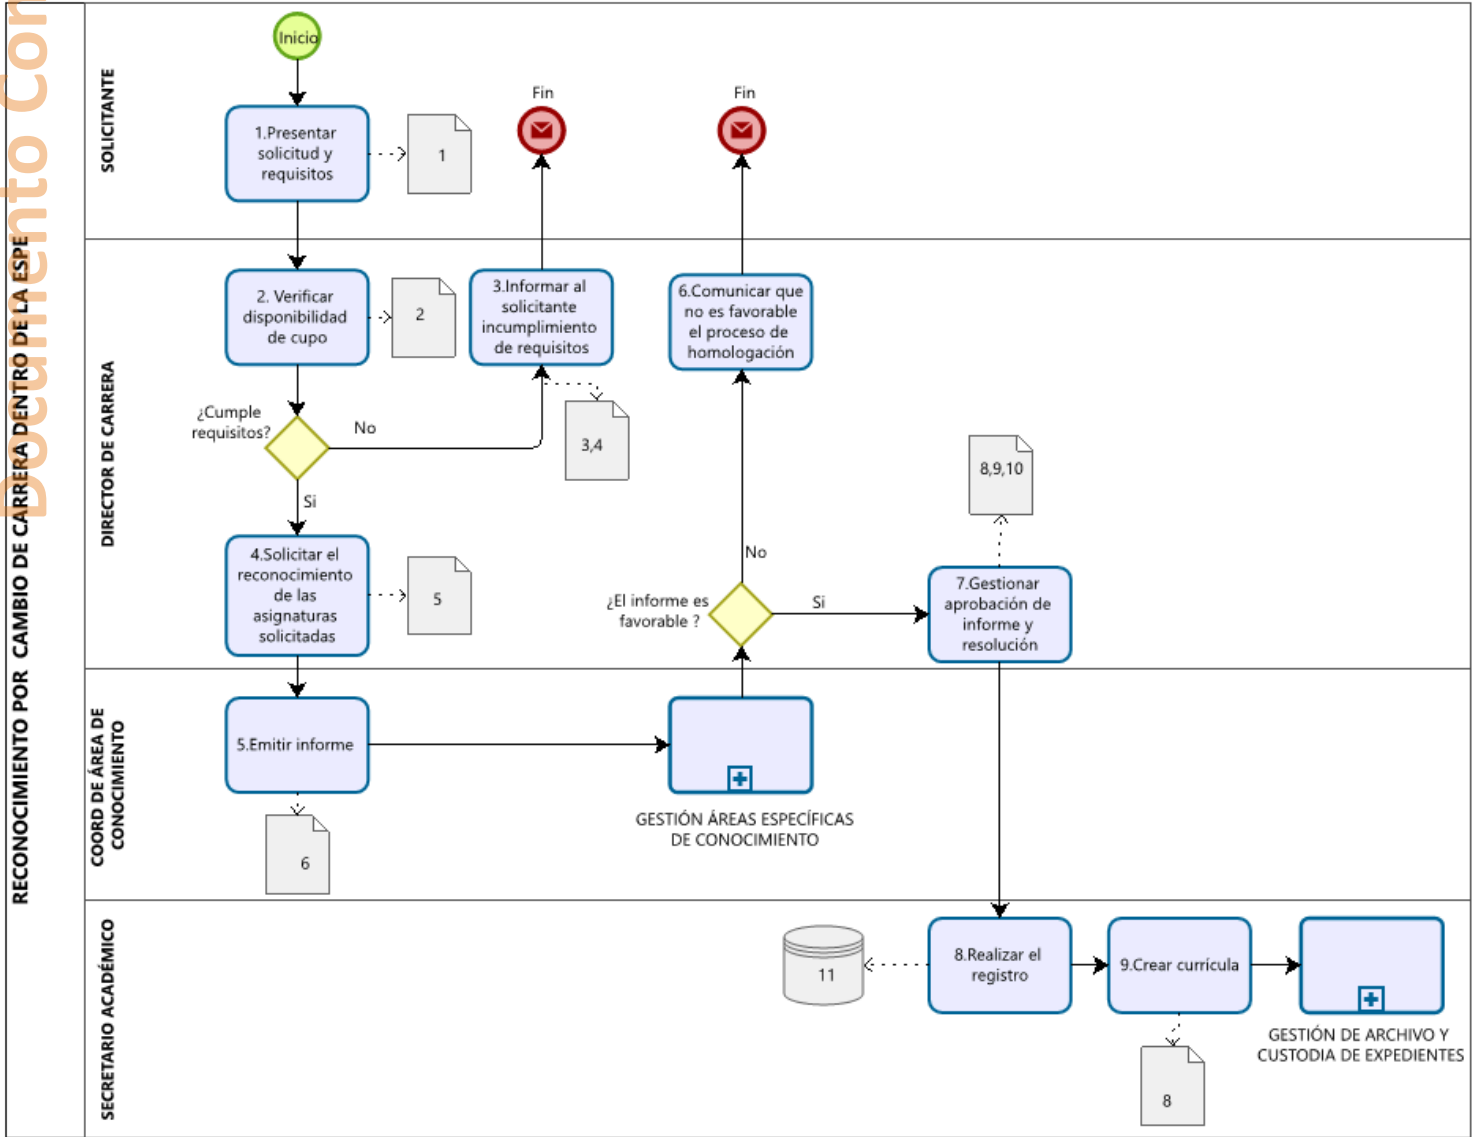 Documento Con
RECONOCIMIENTO POR CAMBIO DE CARRERA DENTRO DE LA ESPE
SOLICITANTE
Inicio
1.Presentar
solicitud y
requisitos
1
Fin
Fin
DIRECTOR DE CARRERA
2. Verificar
disponibilidad
de cupo
2
3.Informar al
solicitante
incumplimiento
de requisitos
6.Comunicar que
no es favorable
el proceso de
homologación
¿Cumple
requisitos?
No
3,4
Si
4.Solicitar el
reconocimiento
de las
asignaturas
solicitadas
5
No
¿El informe es
favorable ?
Si
8,9,10
7.Gestionar
aprobación de
informe y
resolución
COORD DE ÁREA DE
CONOCIMIENTO
5.Emitir informe
6
GESTIÓN ÁREAS ESPECÍFICAS
DE CONOCIMIENTO
SECRETARIO ACADÉMICO
11
8.Realizar el
registro
9.Crear currícula
8
GESTIÓN DE ARCHIVO Y
CUSTODIA DE EXPEDIENTES